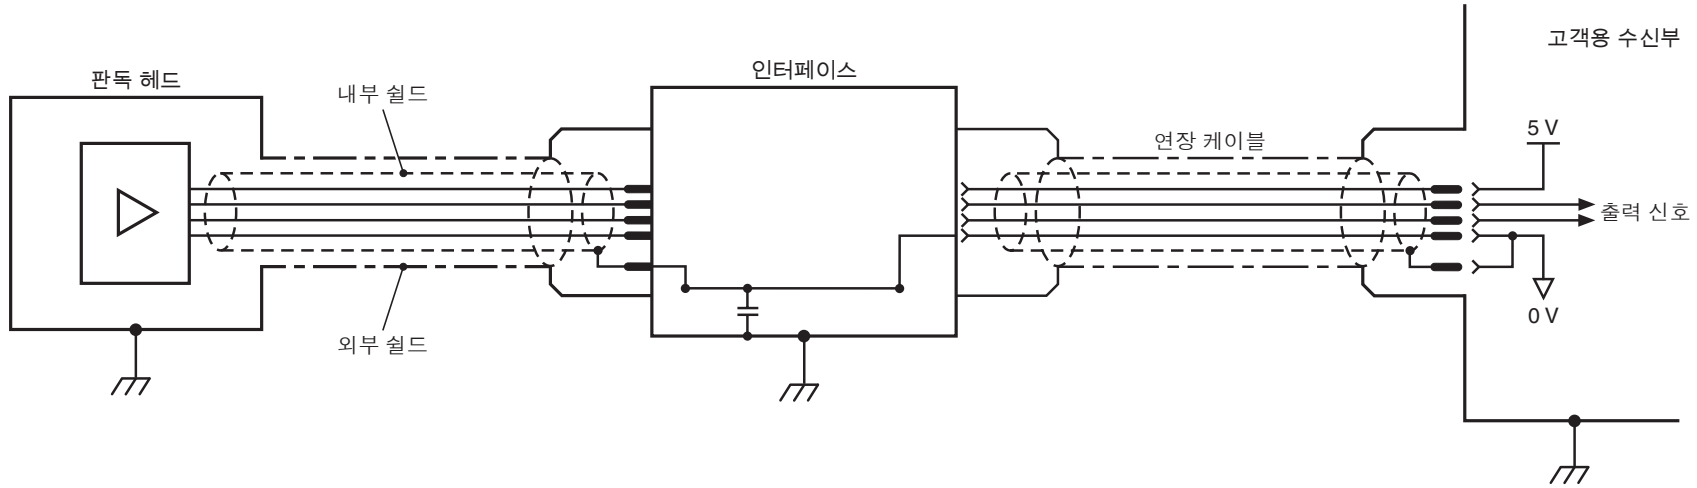 고객용 수신부
판독 헤드
인터페이스
내부 쉴드
연장 케이블
5 V
출력 신호
0 V
외부 쉴드